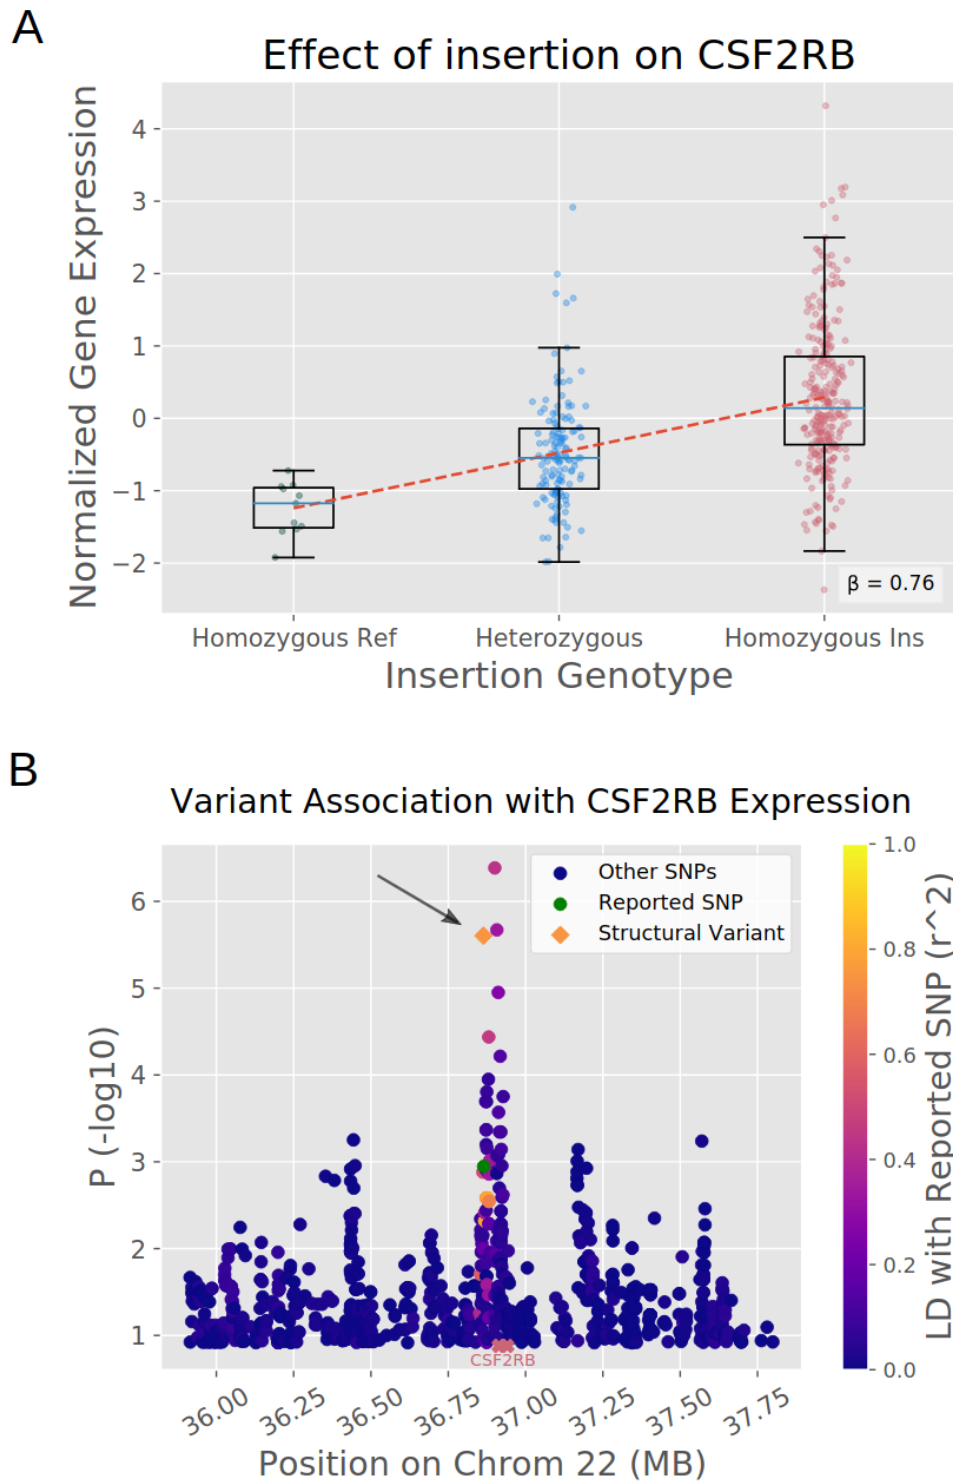 A
Effect of insertion on CSF2RB
Normalized Gene Expression
4
3
2
1
0
−1
−2
β = 0.76
Homozygous Ref
Heterozygous
Homozygous Ins
Insertion Genotype
B
Variant Association with CSF2RB Expression
P (-log10)
6
5
4
3
2
1
Other SNPs
Reported SNP
Structural Variant
CSF2RB
36.00
36.25
36.50
36.75
37.00
37.25
37.50
37.75
Position on Chrom 22 (MB)
1.0
0.8
0.6
0.4
0.2
0.0
LD with Reported SNP (r^2)